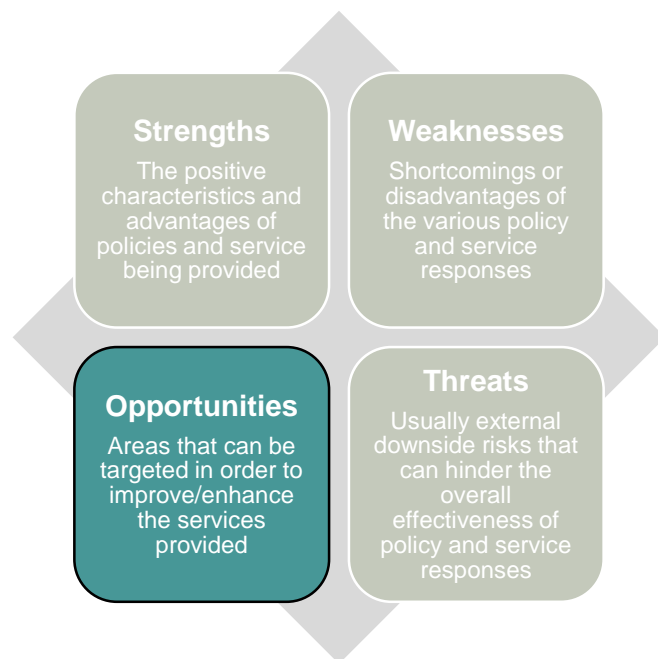 Strengths
The positive
characteristics and
advantages of
policies and service
being provided
Weaknesses
Shortcomings or
disadvantages of
the various policy
and service
responses
Opportunities
Areas that can be
targeted in order to
improve/enhance
the services
provided
Threats
Usually external
downside risks that
can hinder the
overall
effectiveness of
policy and service
responses